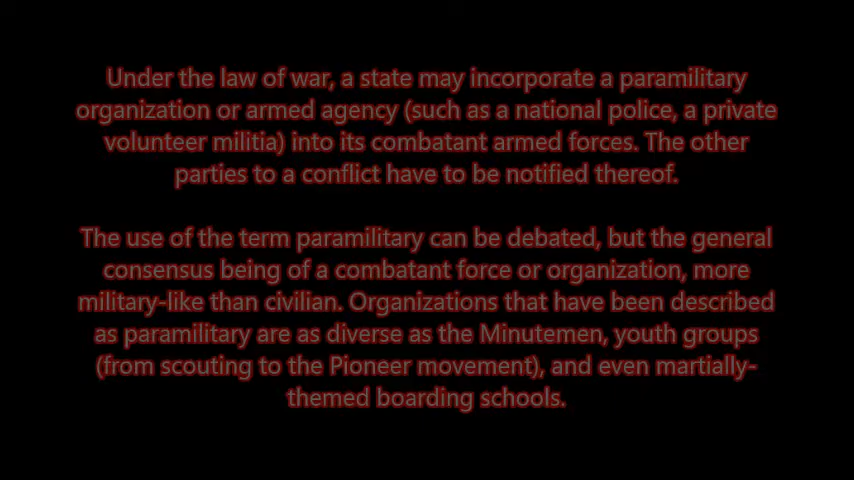 Under the law of war, a state may incorporate a paramilitary
organization or armed agency (such as a national police, a private
volunteer militia) into its combatant armed forces. The other
parties to a conflict have to be notified thereof.
The use of the term paramilitary can be debated, but the general
consensus being of a combatant force or organization, more
military-like than civilian. Organizations that have been described
as paramilitary are as diverse as the Minutemen, youth groups
(from scouting to the Pioneer movement), and even martially-
themed boarding schools.